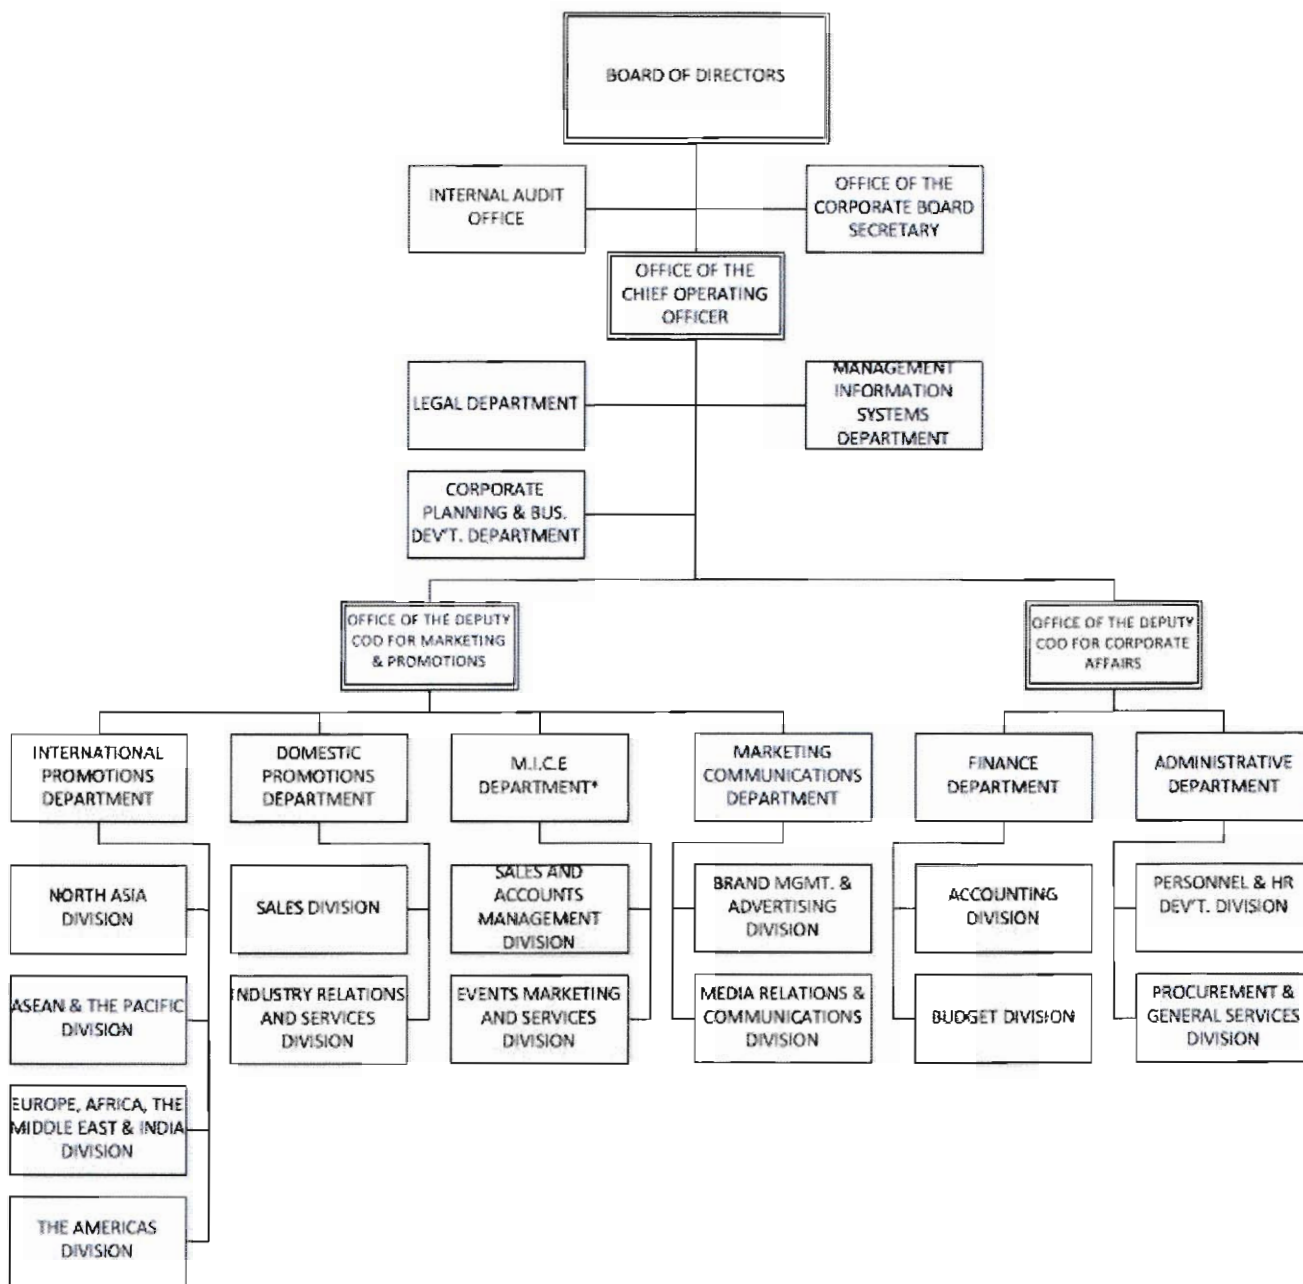 BOARD OF DIRECTORS
INTERNAL AUDIT
OFFICE
OFFICE OF THE
CORPORATE BOARD
SECRETARY
OFFICE OF THE
CHIEF OPERATING
OFFICER
LEGAL DEPARTMENT
MANAGEMENT
INFORMATION
SYSTEMS
DEPARTMENT
CORPORATE
PLANNING & BUS.
DEV'T. DEPARTMENT
OFFICE OF THE DEPUTY
COO FOR MARKETING
& PROMOTIONS
OFFICE OF THE DEPUTY
COO FOR CORPORATE
AFFAIRS
INTERNATIONAL
PROMOTIONS
DEPARTMENT
DOMESTIC
PROMOTIONS
DEPARTMENT
M.I.C.E
DEPARTMENT*
MARKETING
COMMUNICATIONS
DEPARTMENT
FINANCE
DEPARTMENT
ADMINISTRATIVE
DEPARTMENT
NORTH ASIA
DIVISION
SALES DIVISION
SALES AND
ACCOUNTS
MANAGEMENT
DIVISION
BRAND MGMT. &
ADVERTISING
DIVISION
ACCOUNTING
DIVISION
PERSONNEL & HR
DEV'T. DIVISION
ASEAN & THE PACIFIC
DIVISION
INDUSTRY RELATIONS
AND SERVICES
DIVISION
EVENTS MARKETING
AND SERVICES
DIVISION
MEDIA RELATIONS &
COMMUNICATIONS
DIVISION
BUDGET DIVISION
PROCUREMENT &
GENERAL SERVICES
DIVISION
EUROPE, AFRICA, THE
MIDDLE EAST & INDIA
DIVISION
THE AMERICAS
DIVISION